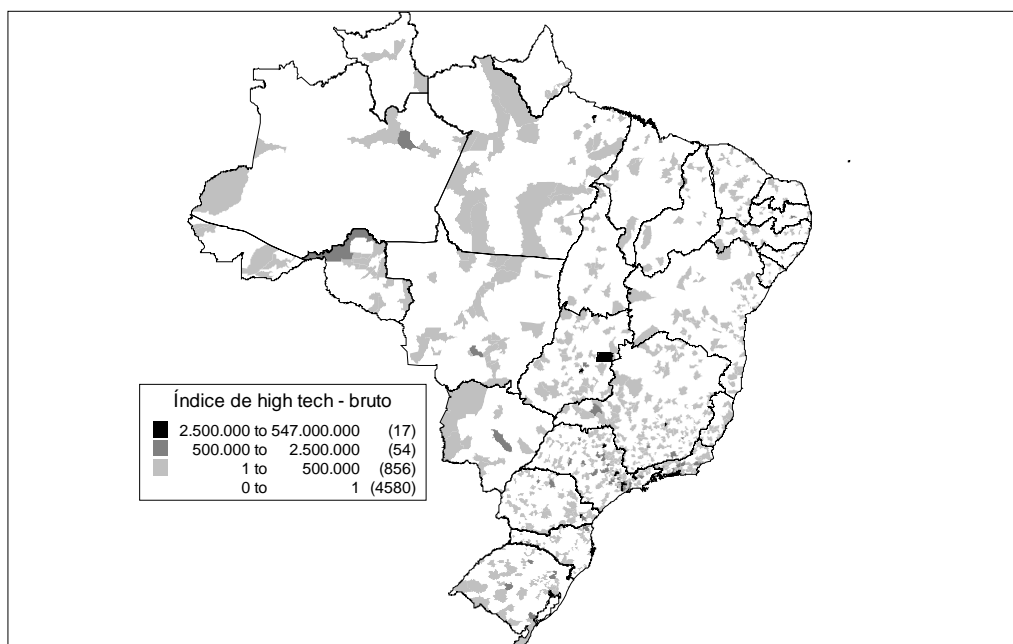 Índice de high tech - bruto
2.500.000 to 547.000.000 (17)
500.000 to 2.500.000 (54)
1 to 500.000 (856)
0 to 1 (4580)